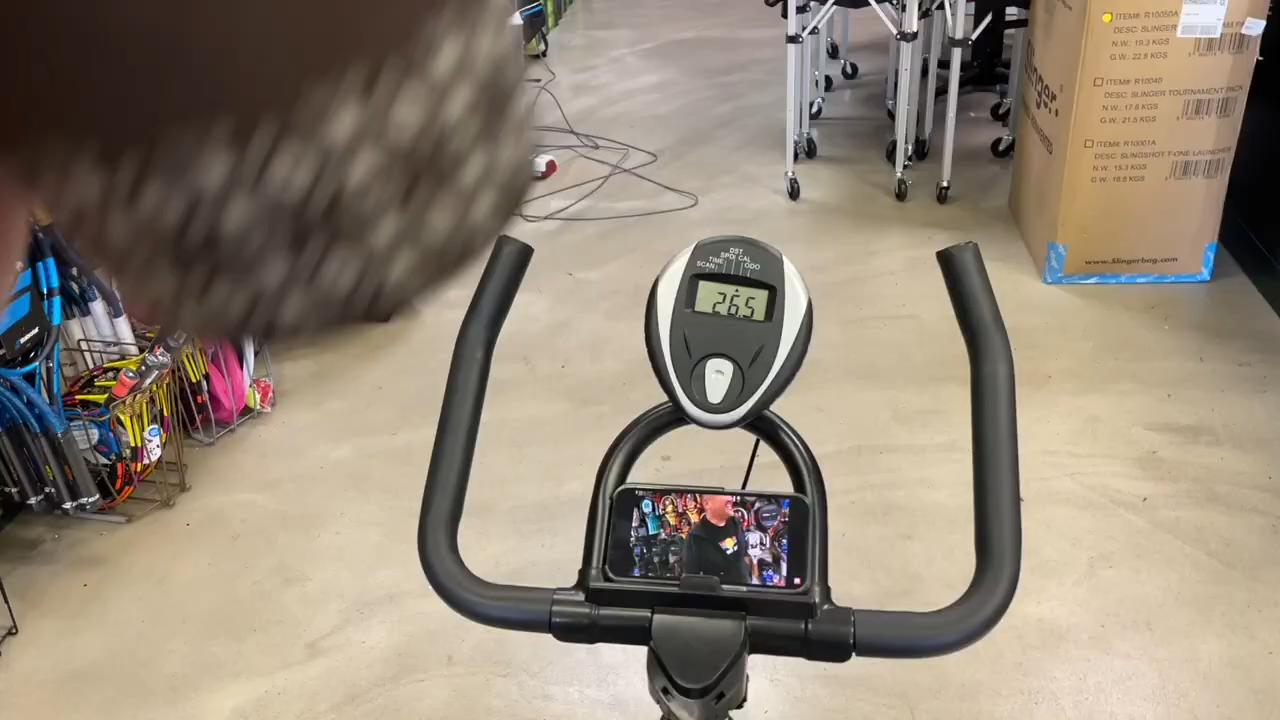 ITEM#: R10050A
DESC: SLINGER
N.W.: 19.3 KGS
G.W.: 22.8 KGS
ITEM#: R10040
DESC: SLINGER TOURNAMENT PACK
N.W.: 17.8 KGS
G.W.: 21.5 KGS
ITEM#: R10001A
DESC: SLINGSHOT T-ONE LAUNCHER
N.W.: 15.3 KGS
G.W.: 18.5 KGS
Slinger.
www.Slingerbag.com
DST
SPD CAL
TIME ODO
SCAN
26.5